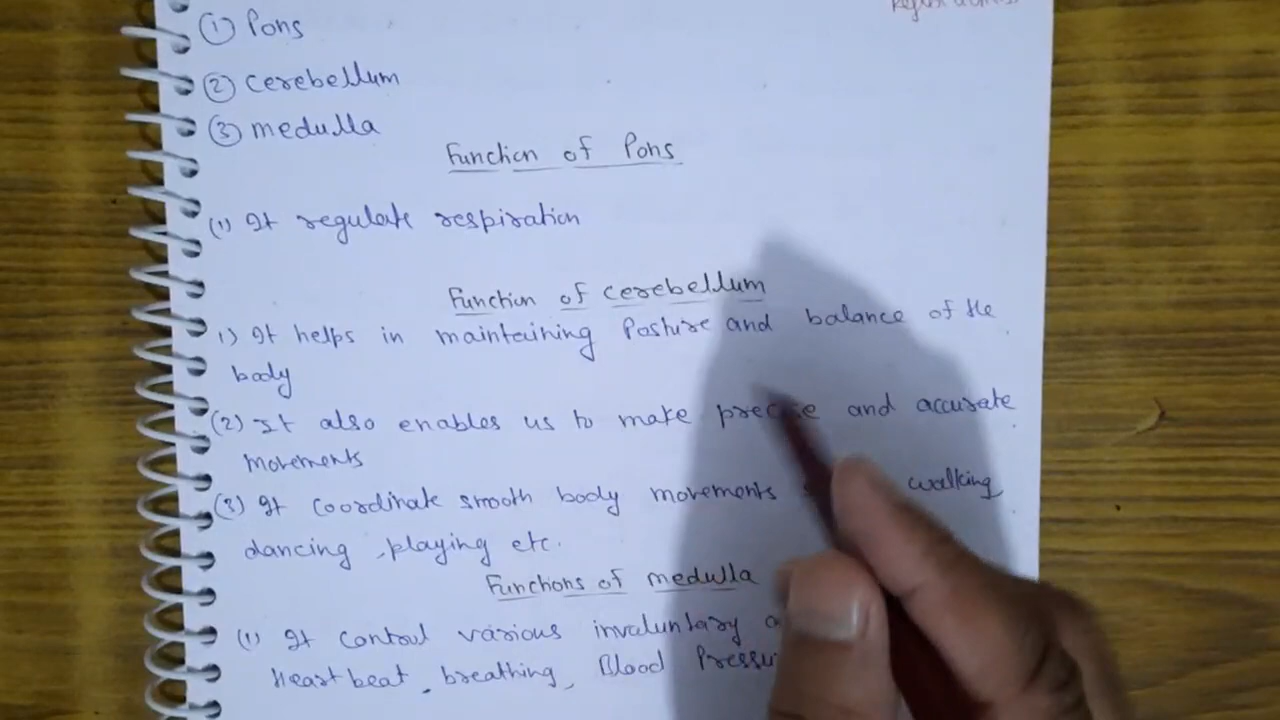 ① Pons
② cerebellum
③ medulla
Function of Pons
(1) It regulate respiration
Function of cerebellum
1) It helps in maintaining Posture and balance of the
body
(2) It also enables us to make precise and accurate
movements
(3) It coordinate smooth body movements walking
dancing, playing etc.
Functions of medulla
(1) It control various involuntary
Heartbeat, breathing, Blood